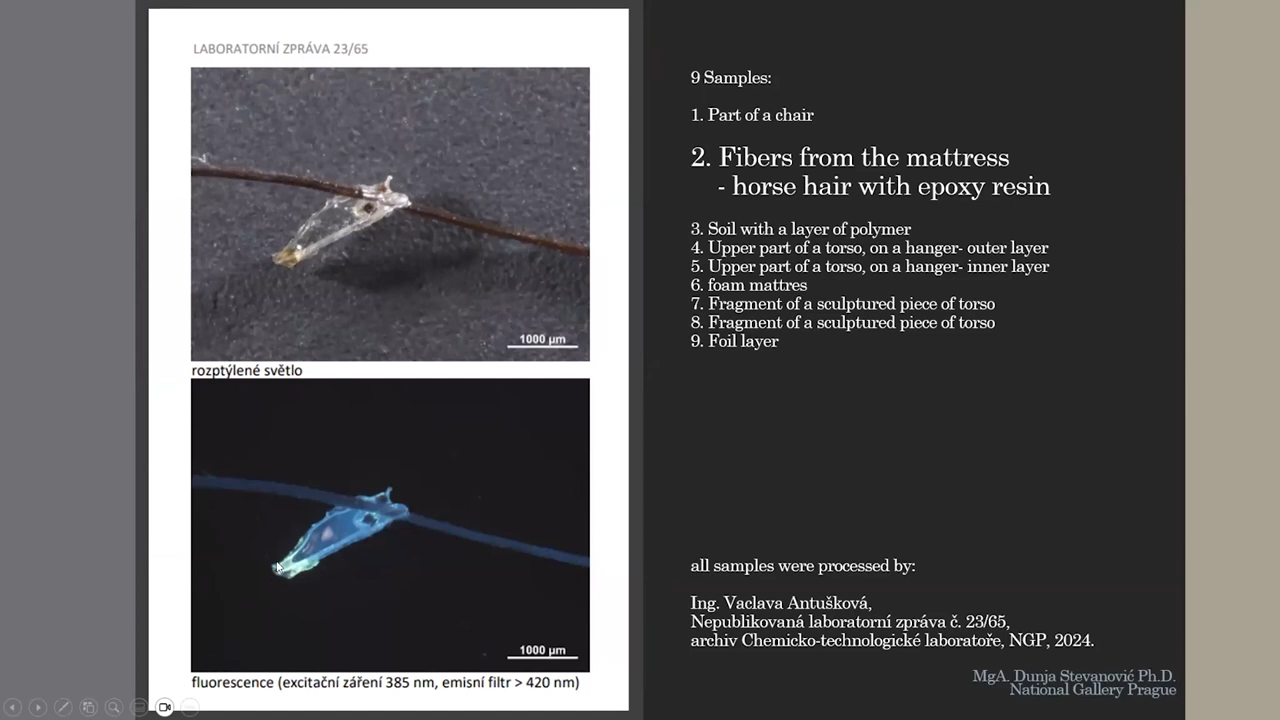 LABORATORNÍ ZPRÁVA 23/65
1000 µm
rozptýlené světlo
1000 µm
fluorescence (excitační záření 385 nm, emisní filtr > 420 nm)
9 Samples:
1. Part of a chair
2. Fibers from the mattress
- horse hair with epoxy resin
3. Soil with a layer of polymer
4. Upper part of a torso, on a hanger- outer layer
5. Upper part of a torso, on a hanger- inner layer
6. foam mattres
7. Fragment of a sculptured piece of torso
8. Fragment of a sculptured piece of torso
9. Foil layer
all samples were processed by:
Ing. Vaclava Antušková,
Nepublikovaná laboratorní zpráva č. 23/65,
archiv Chemicko-technologické laboratoře, NGP, 2024.
MgA. Dunja Stevanović Ph.D.
National Gallery Prague